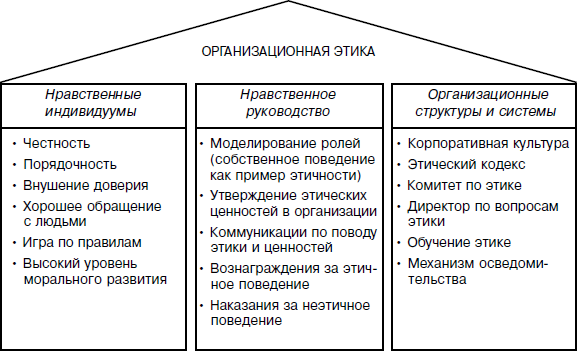 ОРГАНИЗАЦИОННАЯ ЭТИКА
Нравственные
индивидуумы
• Честность
• Порядочность
• Внушение доверия
• Хорошее обращение
с людьми
• Игра по правилам
• Высокий уровень
морального развития
Нравственное
руководство
• Моделирование ролей
(собственное поведение
как пример этичности)
• Утверждение этических
ценностей в организации
• Коммуникации по поводу
этики и ценностей
• Вознаграждения за этич-
ное поведение
• Наказания за неэтичное
поведение
Организационные
структуры и системы
• Корпоративная культура
• Этический кодекс
• Комитет по этике
• Директор по вопросам
этики
• Обучение этике
• Механизм осведоми-
тельства